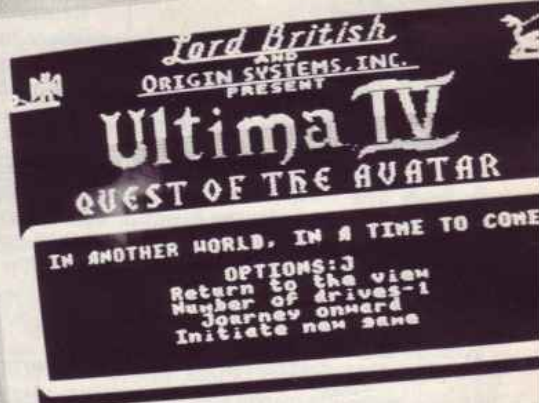 Lord British
AND
ORIGIN SYSTEMS, INC.
PRESENT
Ultima IV
QUEST OF THE AVATAR
IN ANOTHER WORLD, IN A TIME TO COME
OPTIONS:J
Return to the view
Number of drives-1
Journey onward
Initiate new game